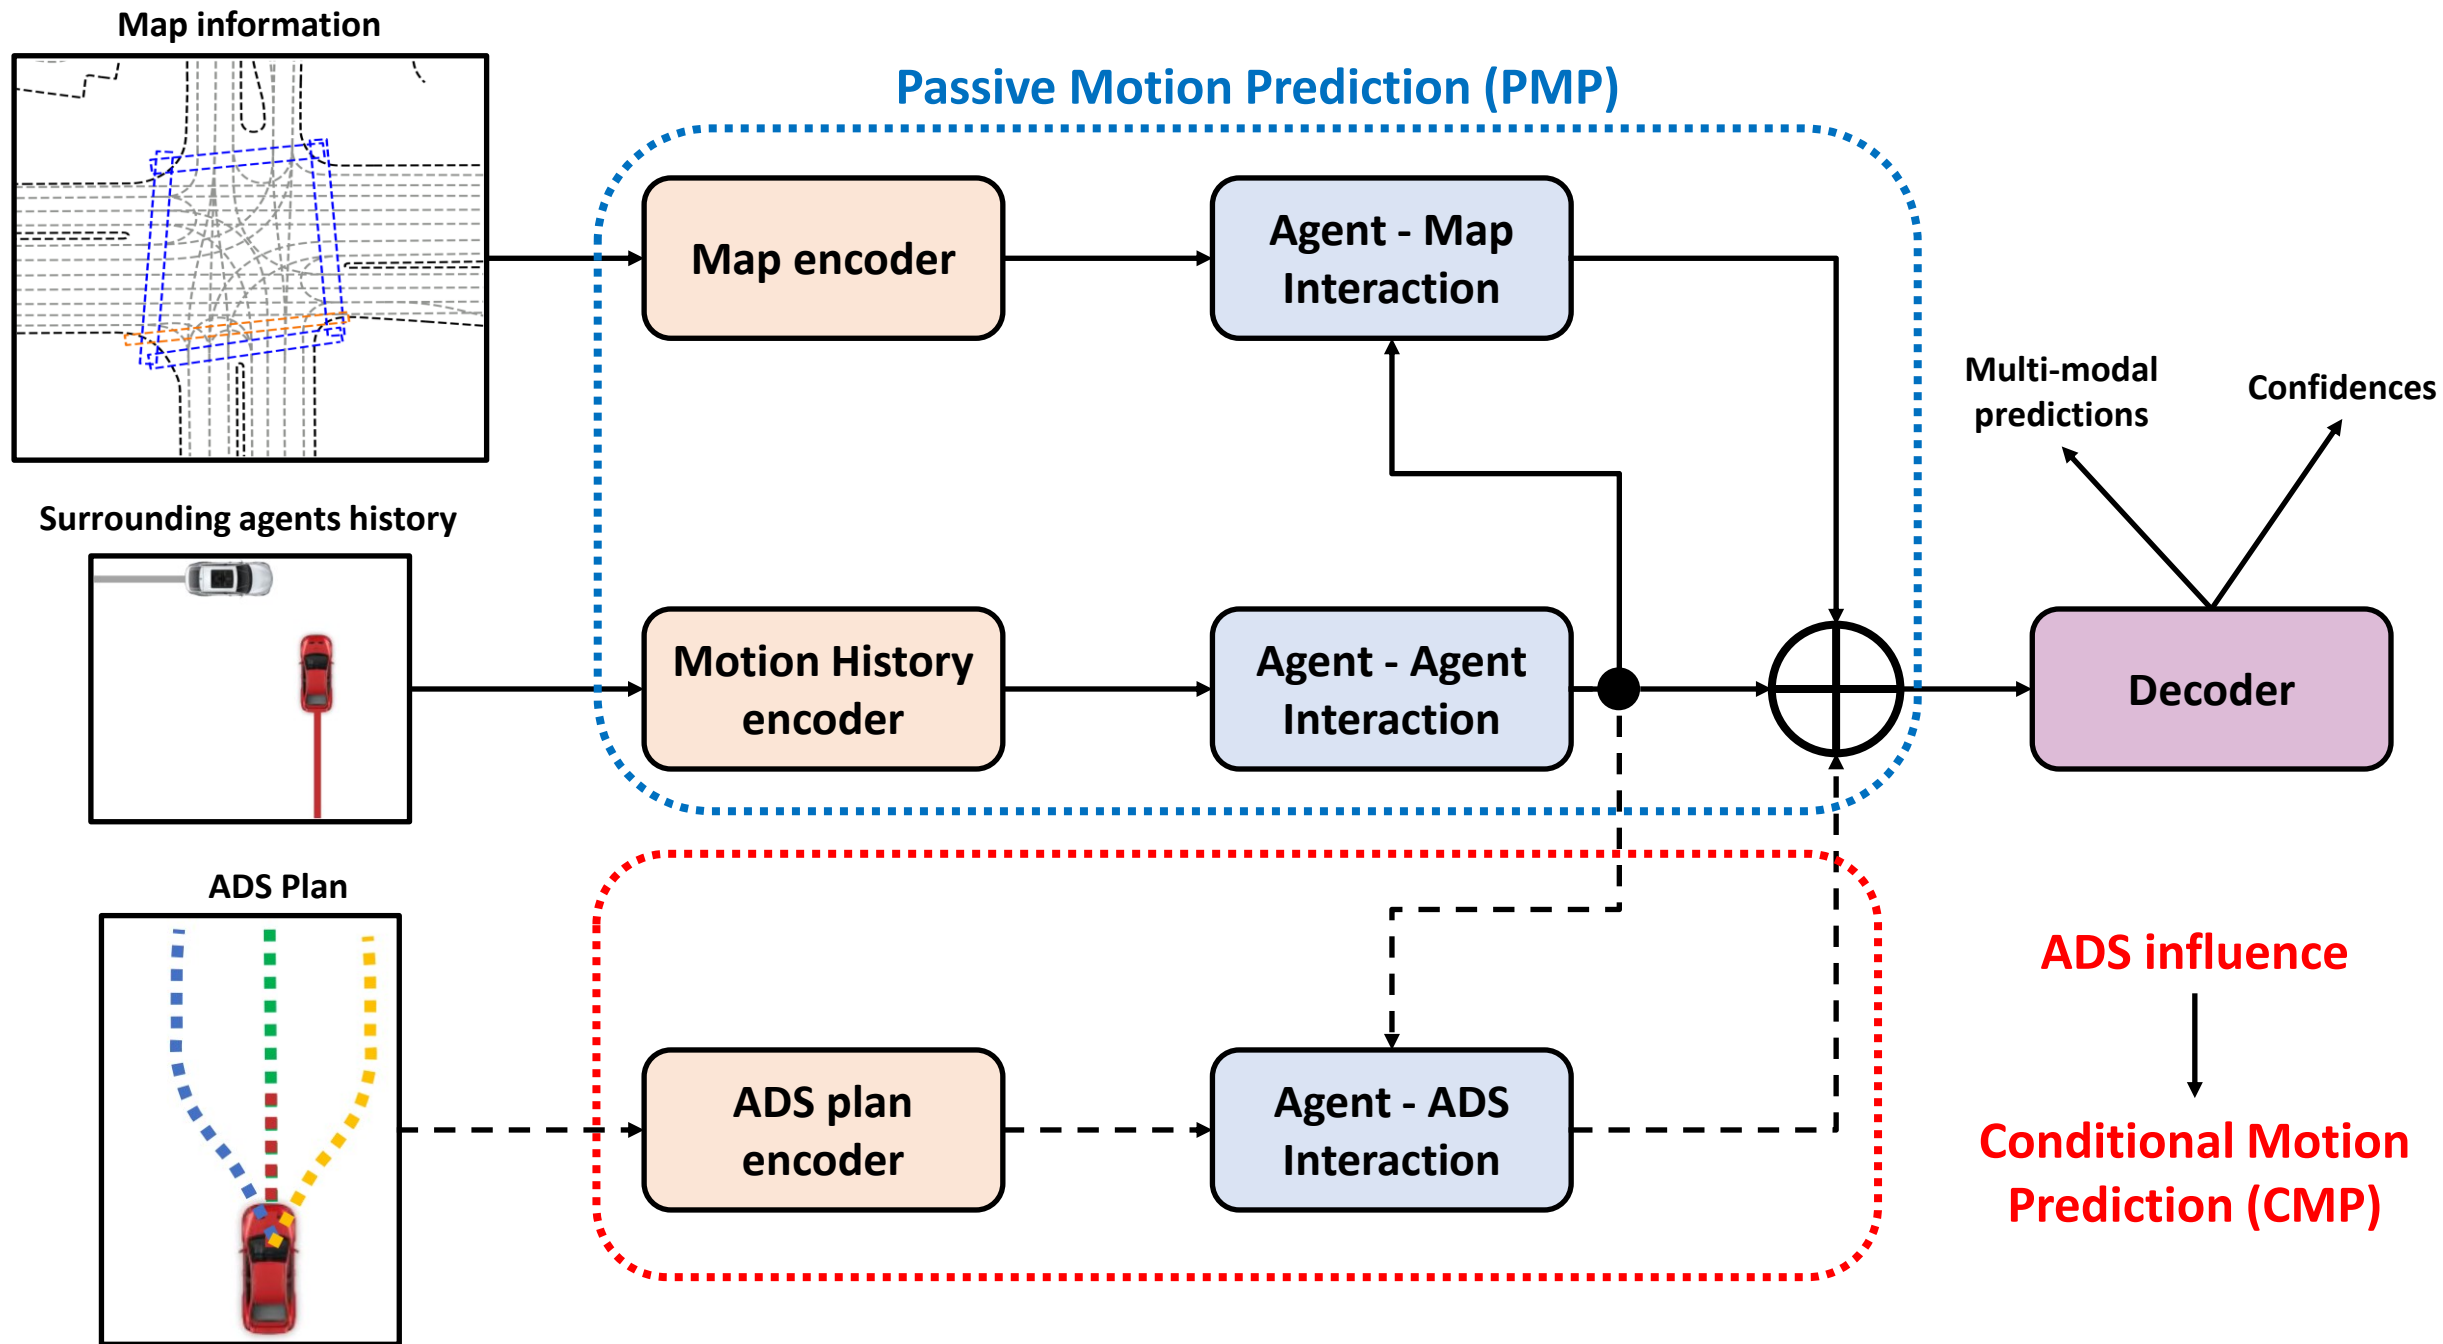 Map information
Passive Motion Prediction (PMP)
Map encoder
Agent - Map
Interaction
Multi-modal
predictions
Confidences
Surrounding agents history
Motion History
encoder
Agent - Agent
Interaction
Decoder
ADS Plan
ADS plan
encoder
Agent - ADS
Interaction
ADS influence
Conditional Motion
Prediction (CMP)